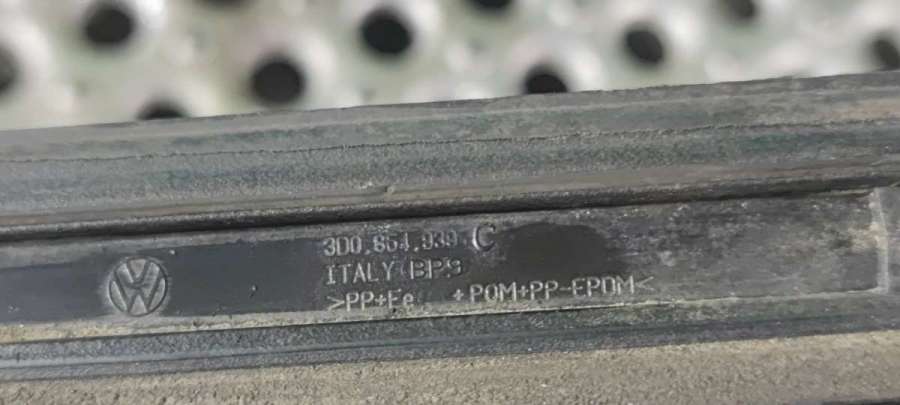 3D0.854.939 C
ITALY (BPS
>PP+Fe +POM+PP-EPDM<